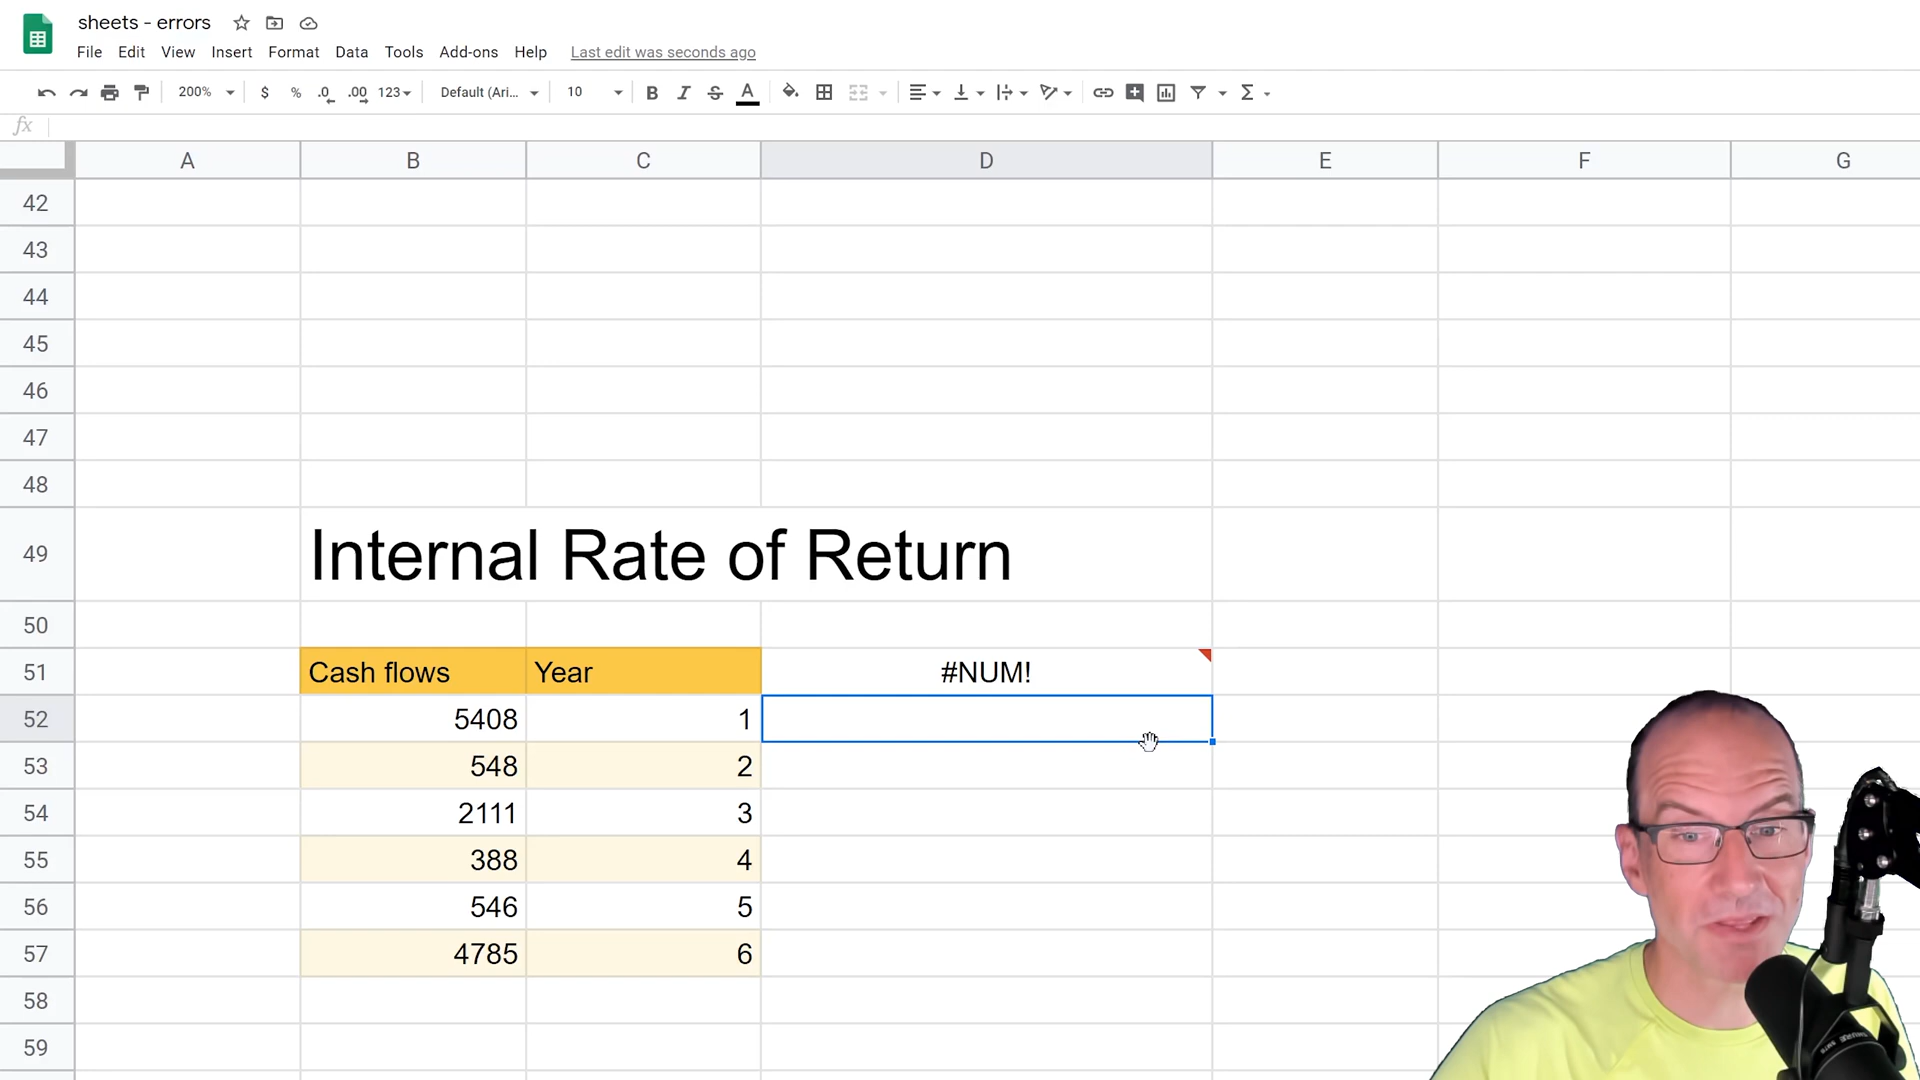 sheets - errors
File Edit View Insert Format Data Tools Add-ons Help Last edit was seconds ago
200% $ % .0 .00 123 Default (Ari... 10 B I S A Σ
fx
A B C D E F G
42
43
44
45
46
47
48
49 Internal Rate of Return
50
51 Cash flows Year #NUM!
52 5408 1
53 548 2
54 2111 3
55 388 4
56 546 5
57 4785 6
58
59